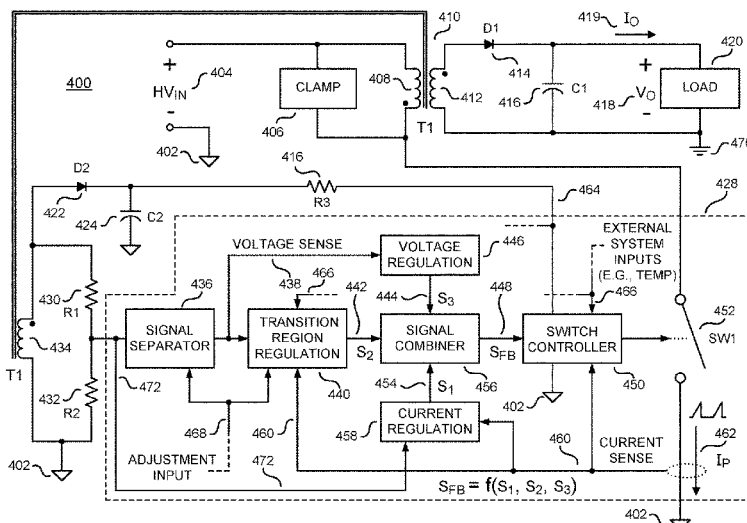 410
419
IO
D1
420
400
+
HVIN
404
-
CLAMP
406
408
412
414
416
C1
+
418
VO
-
LOAD
T1
476
402
D2
416
422
424
C2
R3
464
428
EXTERNAL
SYSTEM
INPUTS
(E.G., TEMP)
VOLTAGE SENSE
VOLTAGE
REGULATION
446
430
R1
436
438
466
442
444
S3
448
466
452
SW1
434
SIGNAL
SEPARATOR
TRANSITION
REGION
REGULATION
S2
SIGNAL
COMBINER
SFB
SWITCH
CONTROLLER
T1
432
R2
472
440
454
S1
456
450
402
468
460
458
CURRENT
REGULATION
460
CURRENT
SENSE
462
IP
402
ADJUSTMENT
INPUT
472
SFB = f(S1, S2, S3)
402